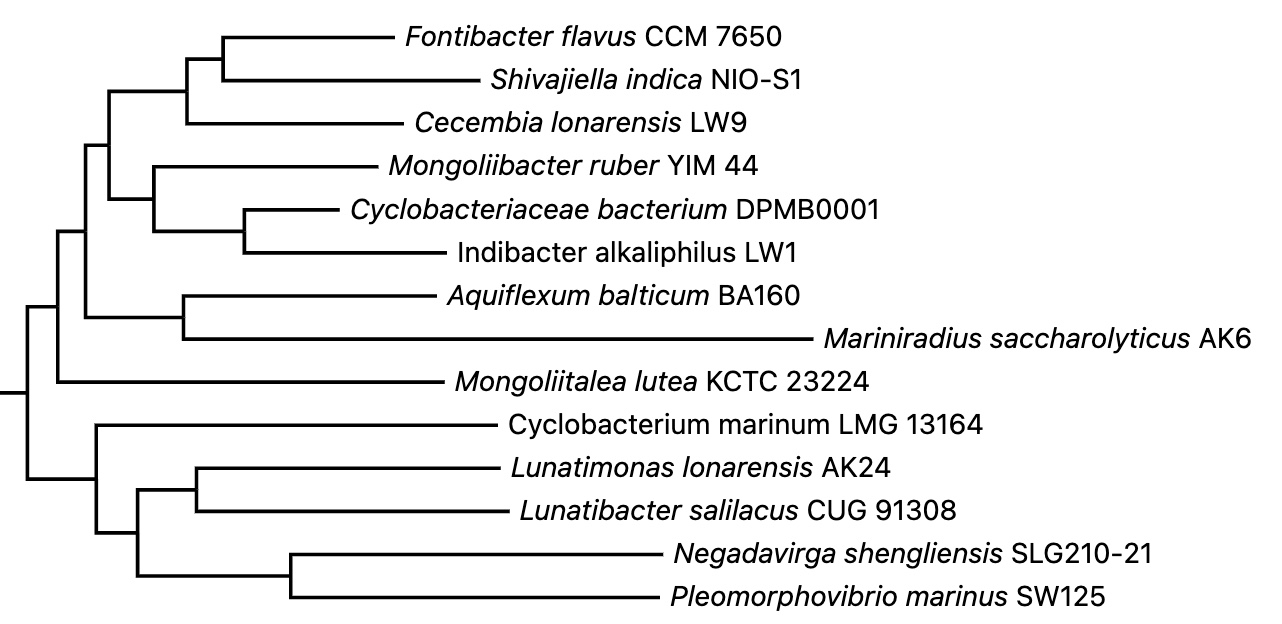 Fontibacter flavus CCM 7650
Shivajiella indica NIO-S1
Cecembia lonarensis LW9
Mongoliibacter ruber YIM 44
Cyclobacteriaceae bacterium DPMB0001
Indibacter alkaliphilus LW1
Aquiflexum balticum BA160
Mariniradius saccharolyticus AK6
Mongoliitalea lutea KCTC 23224
Cyclobacterium marinum LMG 13164
Lunatimonas lonarensis AK24
Lunatibacter salilacus CUG 91308
Negadavirga shengliensis SLG210-21
Pleomorphovibrio marinus SW125